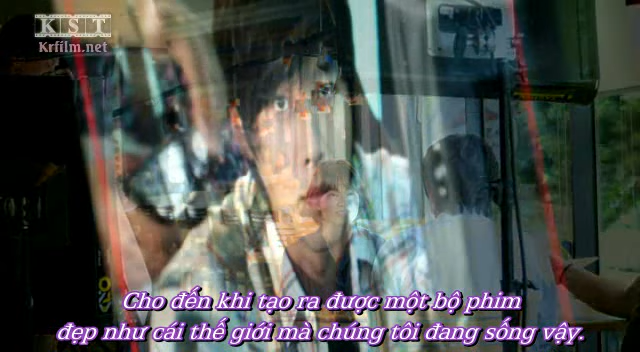 K S T
Krfilm.net
Cho đến khi tạo ra được một bộ phim
đẹp như cái thế giới mà chúng tôi đang sống vậy.